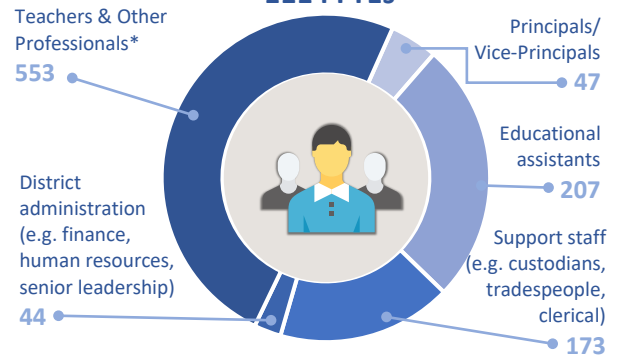 Teachers & Other
Professionals*
553
Principals/
Vice-Principals
47
Educational
assistants
207
District
administration
(e.g. finance,
human resources,
senior leadership)
44
Support staff
(e.g. custodians,
tradespeople,
clerical)
173